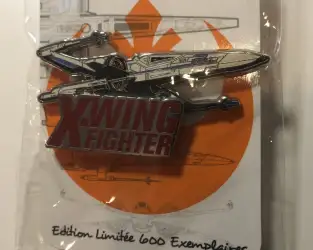 X-WING
FIGHTER
Edition Limitée 600 Exemplaires